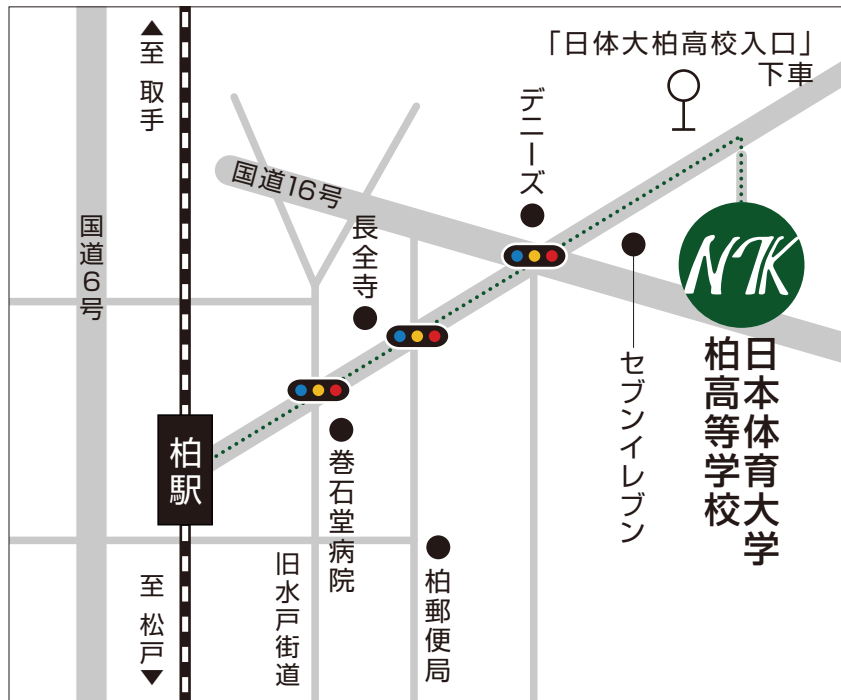 ▲至 取手
「日体大柏高校入口」
下車
デニーズ
国道16号
国道6号
長全寺
NTK
日本体育大学
柏高等学校
セブンイレブン
柏駅
巻石堂病院
旧水戸街道
柏郵便局
至 松戸▼